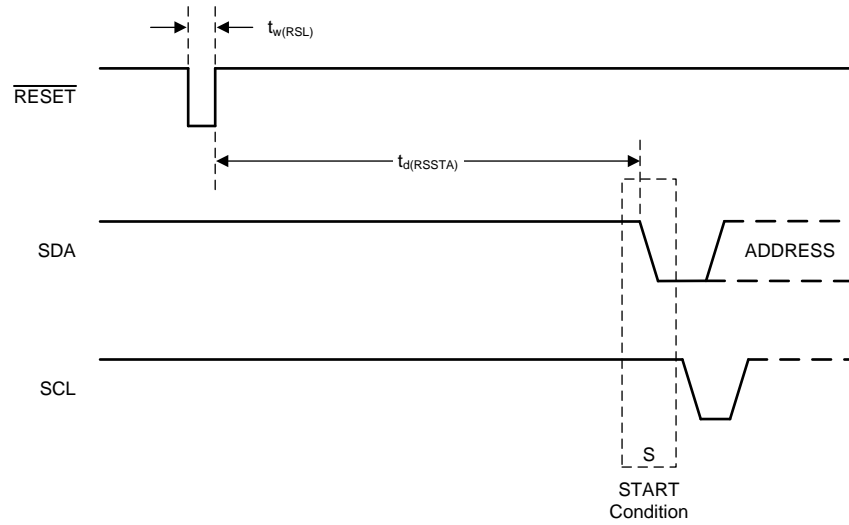 tw(RSL)
RESET
td(RSSTA)
SDA
ADDRESS
SCL
S
START
Condition